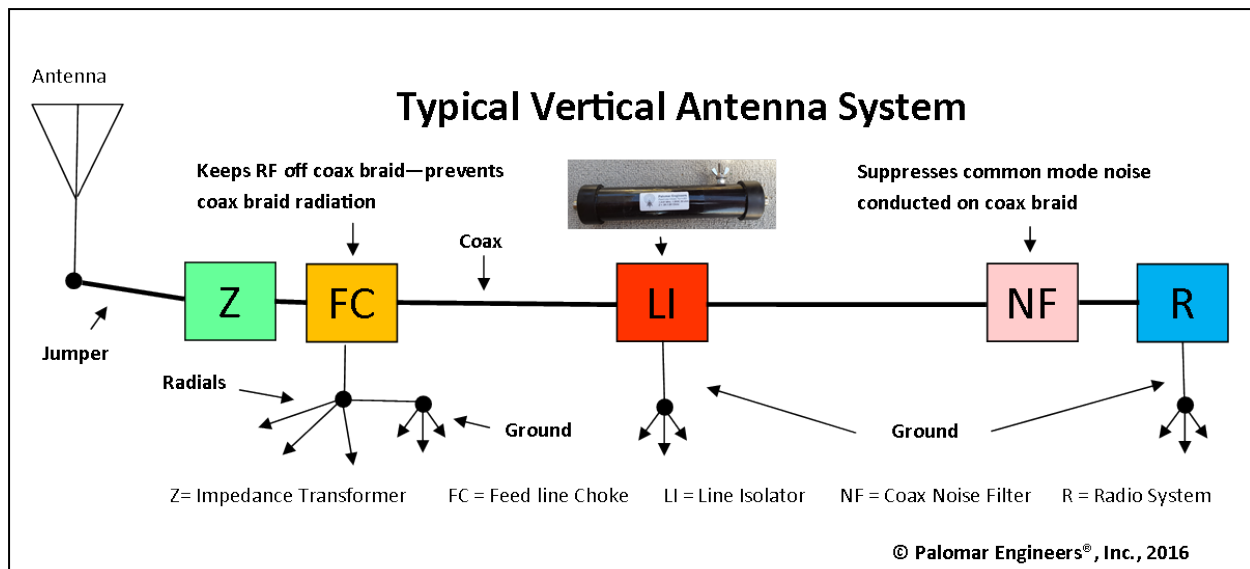 Antenna
Typical Vertical Antenna System
Keeps RF off coax braid—prevents
coax braid radiation
Suppresses common mode noise
conducted on coax braid
Coax
Z
FC
LI
NF
R
Jumper
Radials
Ground
Ground
Z= Impedance Transformer
FC = Feed line Choke
LI = Line Isolator
NF = Coax Noise Filter
R = Radio System
© Palomar Engineers®, Inc., 2016